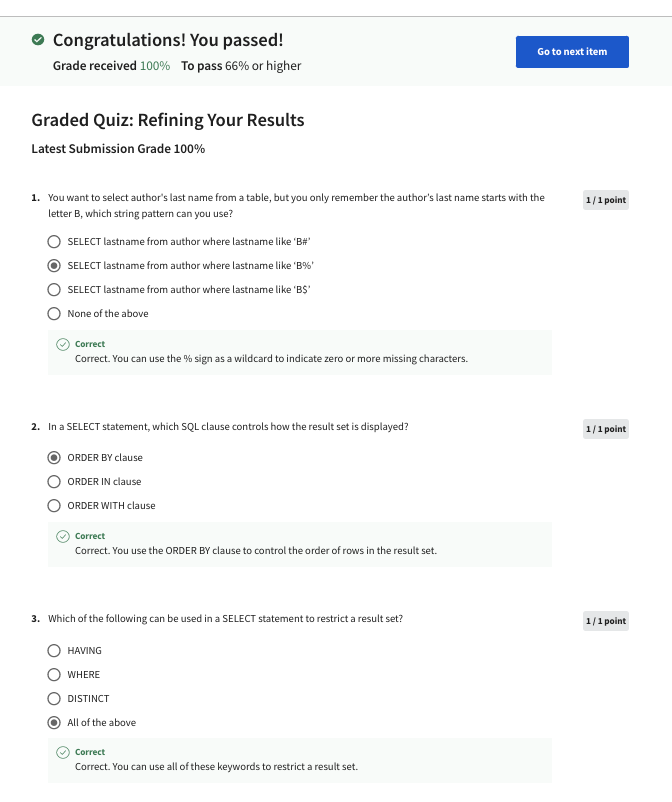 Congratulations! You passed!
Grade received 100% To pass 66% or higher
Go to next item
Graded Quiz: Refining Your Results
Latest Submission Grade 100%
1. You want to select author's last name from a table, but you only remember the author's last name starts with the
letter B, which string pattern can you use?
1 / 1 point
SELECT lastname from author where lastname like ‘B#’
SELECT lastname from author where lastname like ‘B%’
SELECT lastname from author where lastname like ‘B$’
None of the above
Correct
Correct. You can use the % sign as a wildcard to indicate zero or more missing characters.
2. In a SELECT statement, which SQL clause controls how the result set is displayed?
1 / 1 point
ORDER BY clause
ORDER IN clause
ORDER WITH clause
Correct
Correct. You use the ORDER BY clause to control the order of rows in the result set.
3. Which of the following can be used in a SELECT statement to restrict a result set?
1 / 1 point
HAVING
WHERE
DISTINCT
All of the above
Correct
Correct. You can use all of these keywords to restrict a result set.